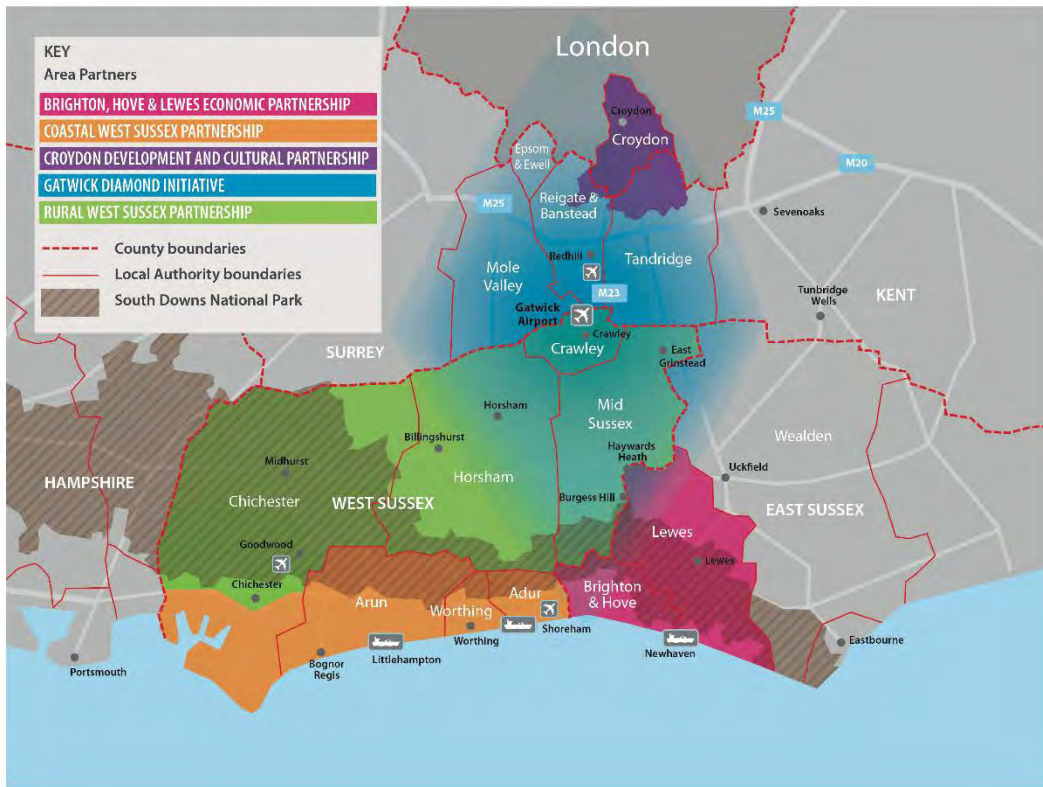 London
KEY
Area Partners
BRIGHTON, HOVE & LEWES ECONOMIC PARTNERSHIP
COASTAL WEST SUSSEX PARTNERSHIP
CROYDON DEVELOPMENT AND CULTURAL PARTNERSHIP
GATWICK DIAMOND INITIATIVE
RURAL WEST SUSSEX PARTNERSHIP
County boundaries
Local Authority boundaries
South Downs National Park
Croydon
Croydon
M25
Epsom
& Ewell
M20
Reigate &
Banstead
M25
Sevenoaks
Redhill
Mole
Valley
Tandridge
M23
Tunbridge
Wells
KENT
Gatwick
Airport
Crawley
Crawley
SURREY
East
Grinstead
Horsham
Mid
Sussex
Billingshurst
Wealden
Haywards
Heath
Midhurst
Uckfield
HAMPSHIRE
Chichester
WEST SUSSEX
Horsham
Burgess Hill
EAST SUSSEX
Lewes
Goodwood
Lewes
Chichester
Arun
Worthing
Adur
Brighton
& Hove
Shoreham
Worthing
Littlehampton
Newhaven
Eastbourne
Bognor
Regis
Portsmouth